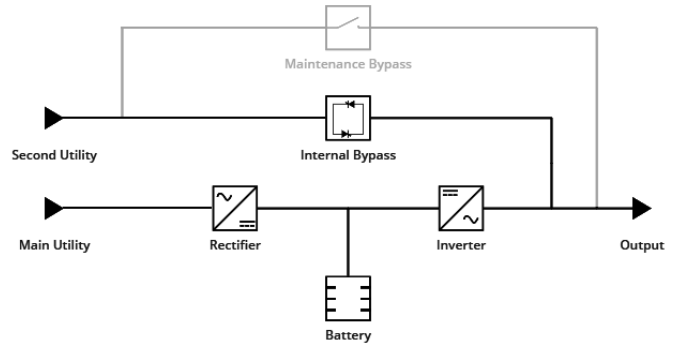 Maintenance Bypass
Second Utility
Internal Bypass
Main Utility
Rectifier
Inverter
Output
Battery